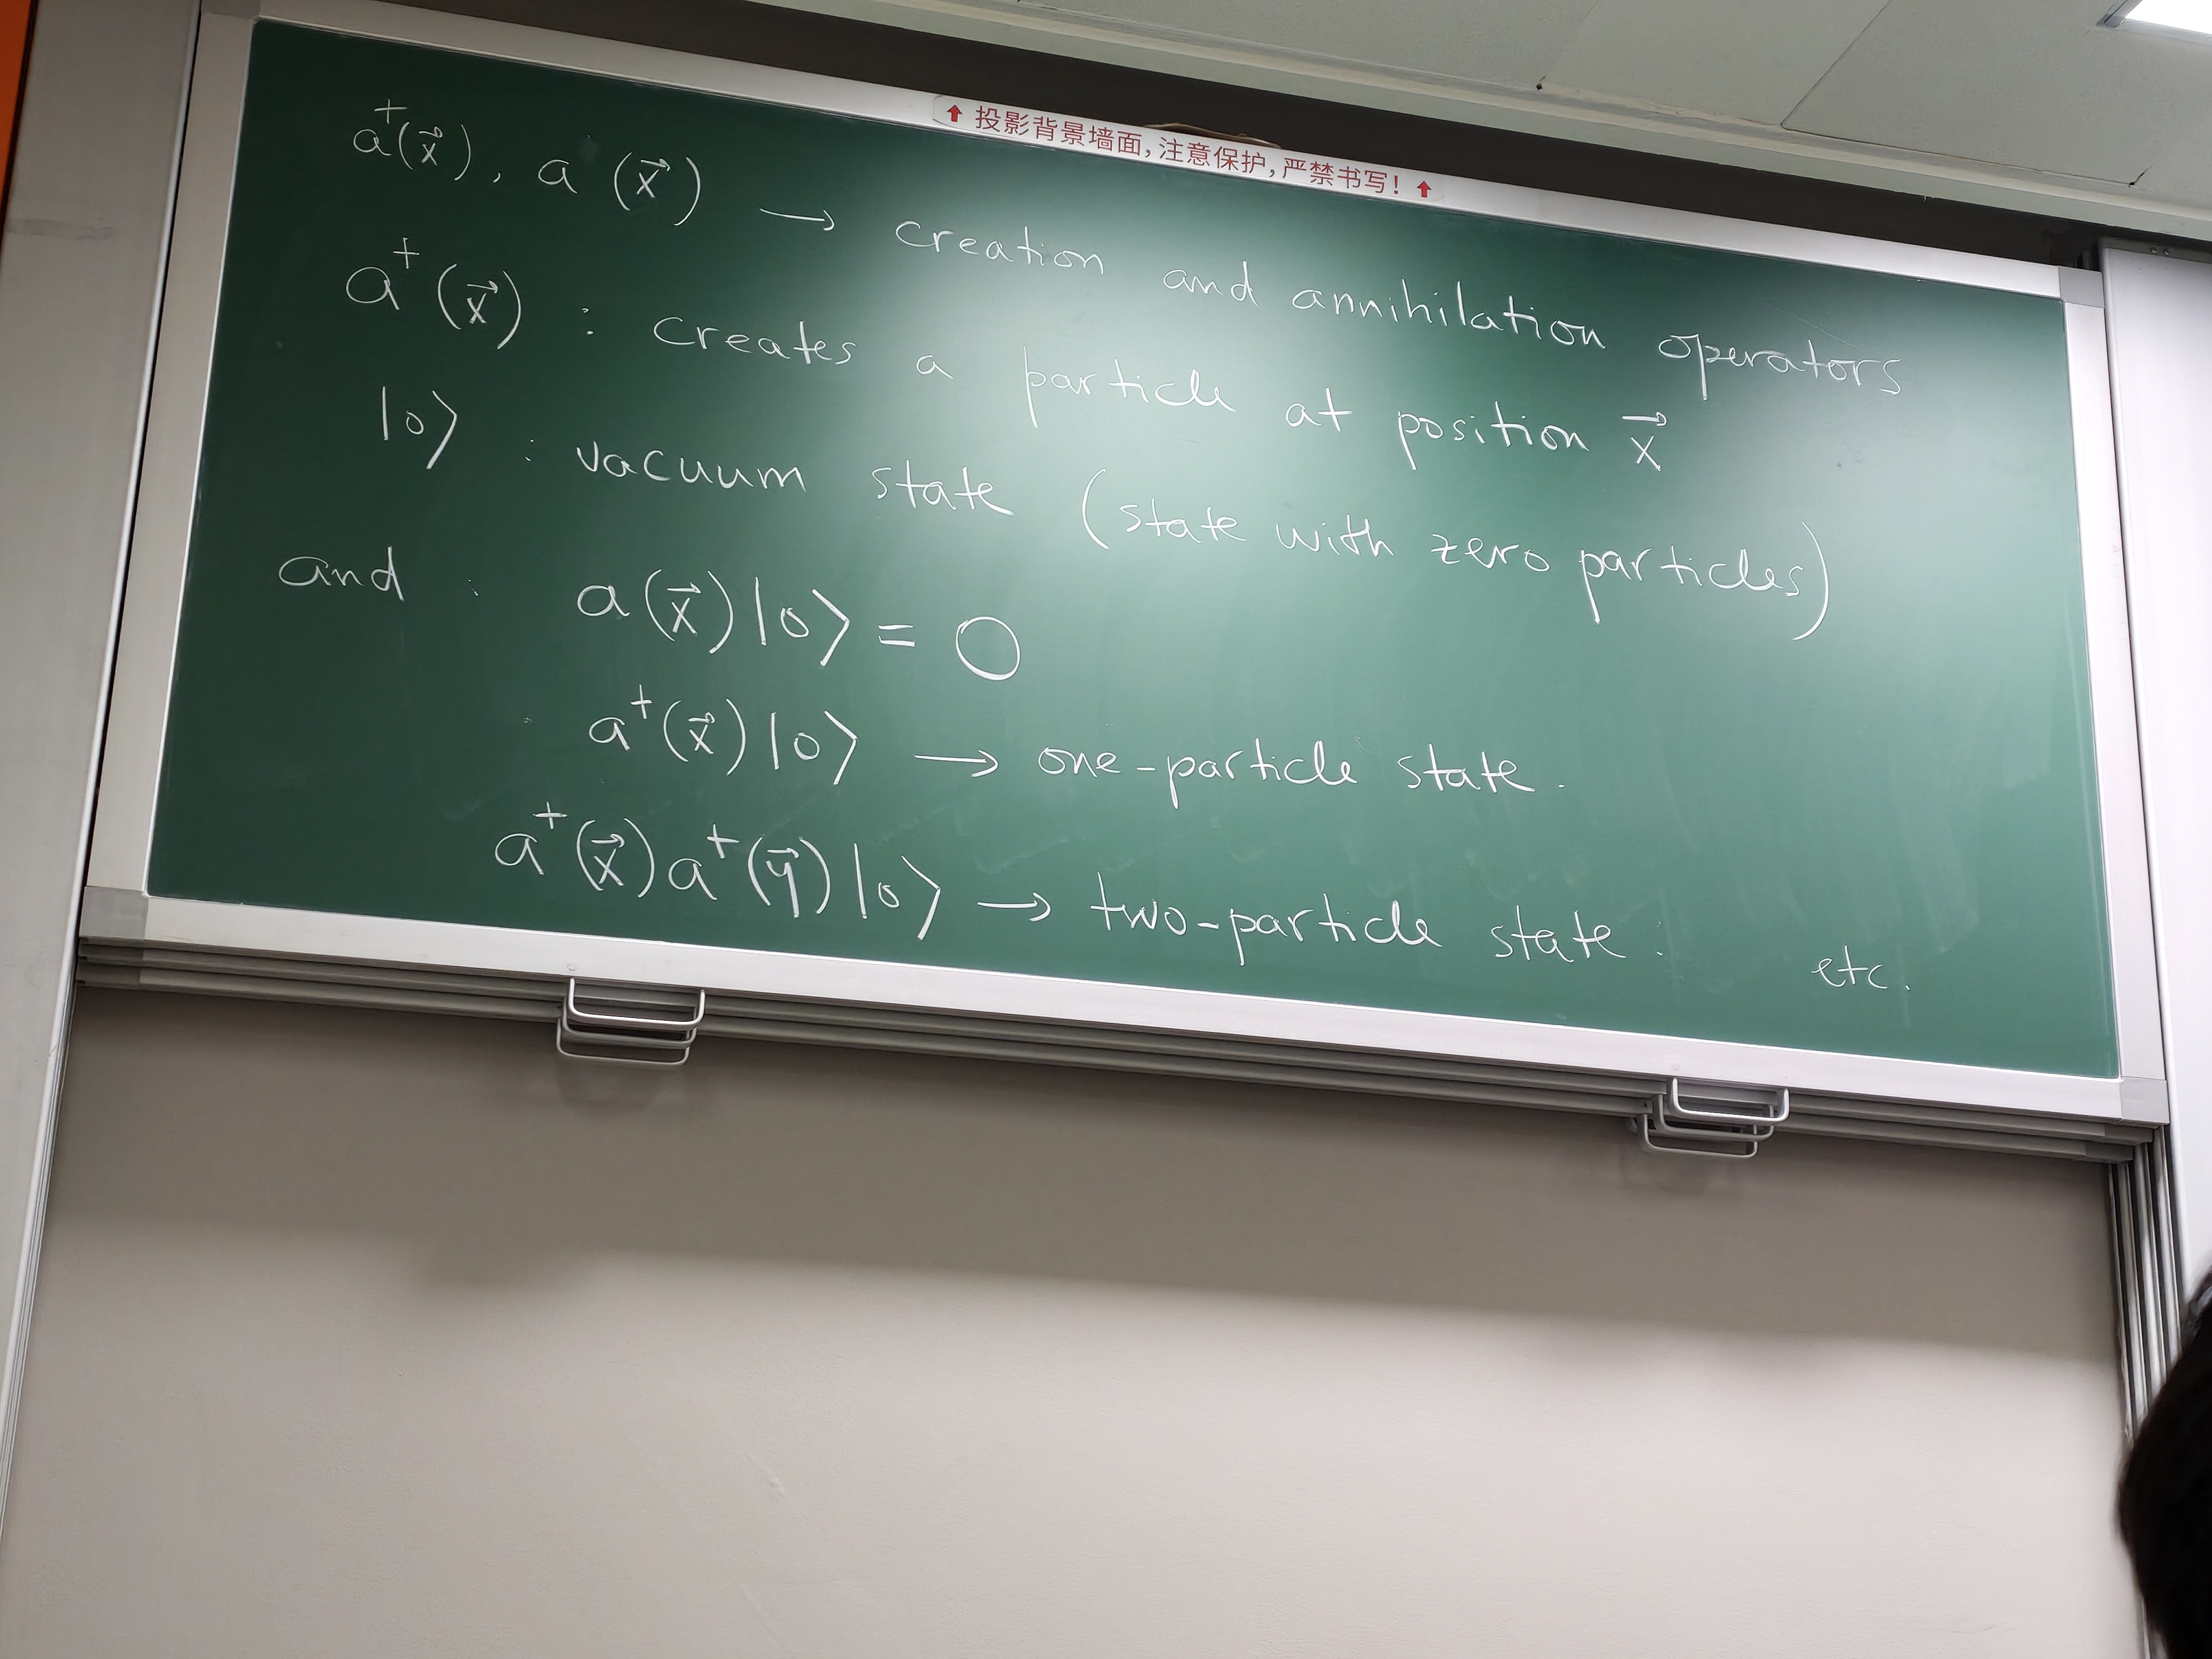 ↑ 投影背景墙面,注意保护,严禁书写! ↑
a†(x⃗), a(x⃗) → creation and annihilation operators
a†(x⃗) : creates a particle at position x⃗
|0⟩ : vacuum state (state with zero particles)
and : a(x⃗)|0⟩ = 0
a†(x⃗)|0⟩ → one-particle state.
a†(x⃗)a†(y⃗)|0⟩ → two-particle state. etc.